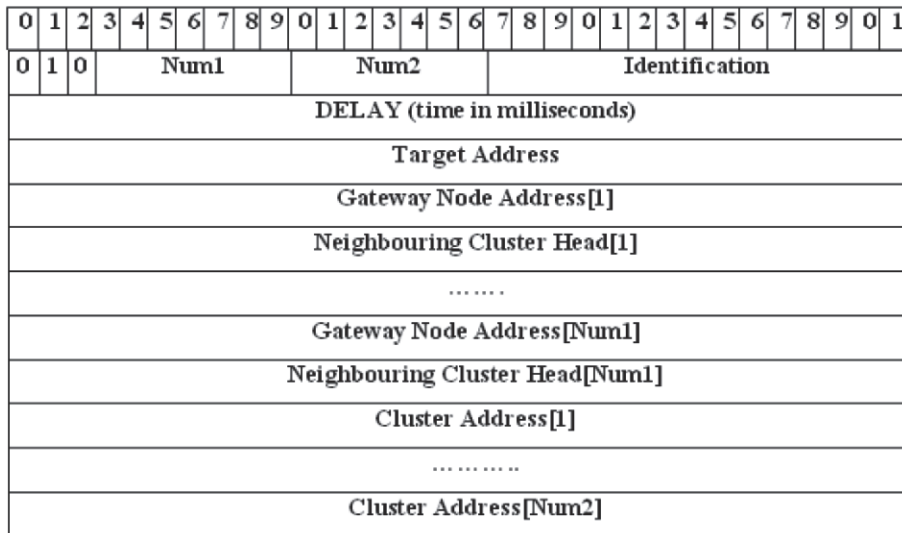 0 1 2 3 4 5 6 7 8 9 0 1 2 3 4 5 6 7 8 9 0 1 2 3 4 5 6 7 8 9 0 1
0 1 0 Num1 Num2 Identification
DELAY (time in milliseconds)
Target Address
Gateway Node Address[1]
Neighbouring Cluster Head[1]
.......
Gateway Node Address[Num1]
Neighbouring Cluster Head[Num1]
Cluster Address[1]
...........
Cluster Address[Num2]